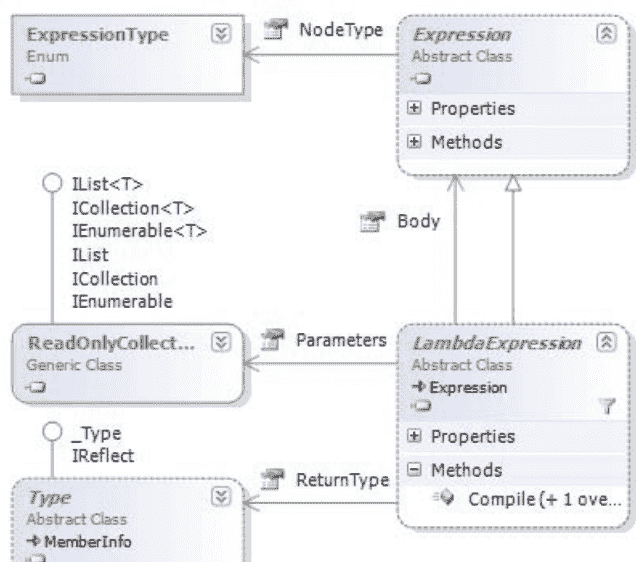 ExpressionType
Enum
NodeType
Expression
Abstract Class
Properties
Methods
IList<T>
ICollection<T>
IEnumerable<T>
IList
ICollection
IEnumerable
Body
ReadOnlyCollect...
Generic Class
Parameters
LambdaExpression
Abstract Class
Expression
Properties
Methods
Compile (+ 1 ove...
_Type
IReflect
ReturnType
Type
Abstract Class
MemberInfo